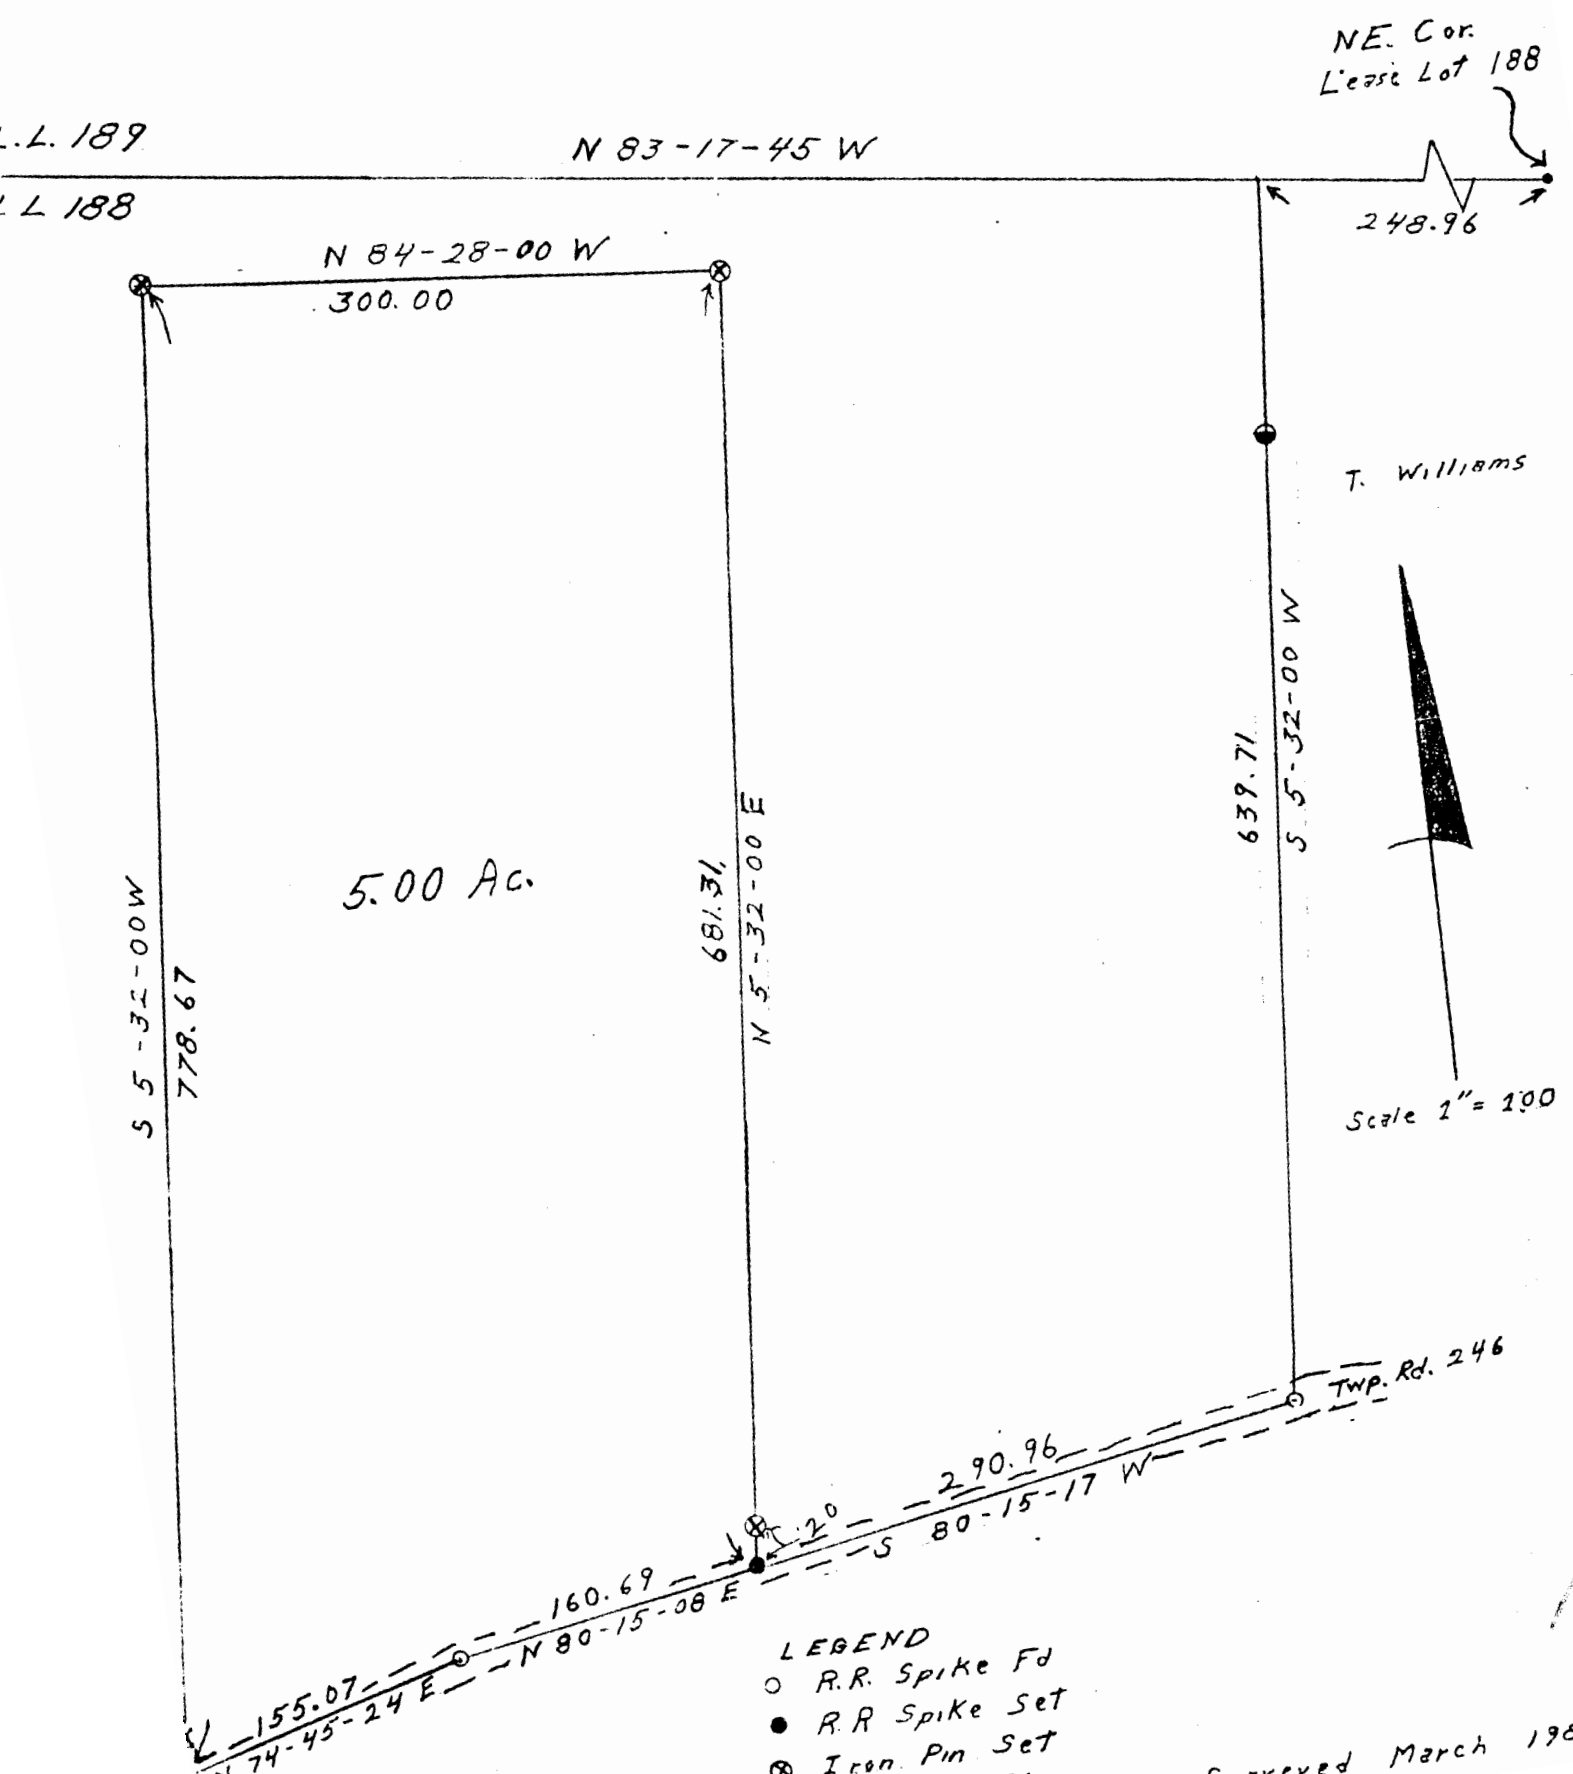 NE. Cor.
Lease Lot 188
L.L. 189
N 83-17-45 W
L L 188
248.96
N 84-28-00 W
300.00
T. Williams
S 5-32-00 W
639.71
5.00 Ac.
681.31
N 5-32-00 E
S 5-32-00W
778.67
Scale 1"= 100
Twp. Rd. 246
290.96
S 80-15-17 W
20
160.69
N 80-15-08 E
155.07
74-45-24 E
LEGEND
R.R. Spike Fd
R.R Spike Set
Iron Pin Set
March 198